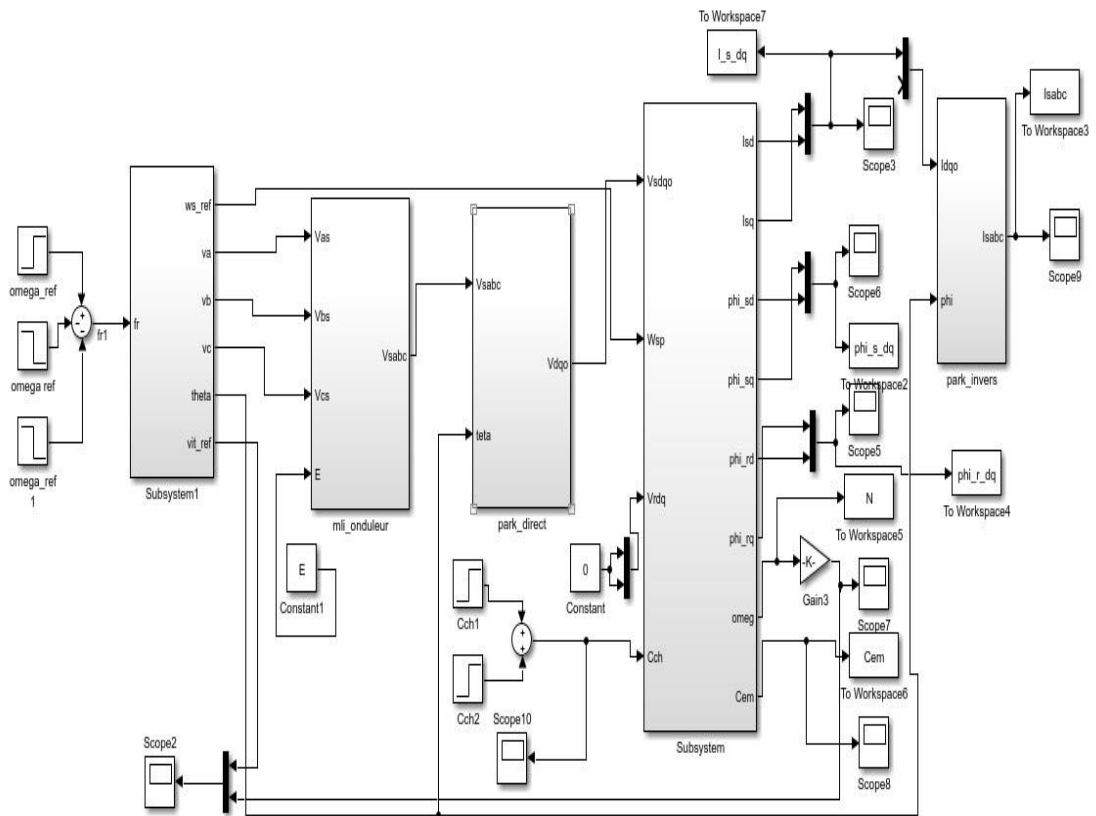 To Workspace7
I_s_dq
Isabc
To Workspace3
Scope3
Idqo
Isabc
phi
park_invers
Scope9
omega_ref
omega ref
omega_ref
1
+
-
-
fr1
fr
ws_ref
va
vb
vc
theta
vit_ref
Subsystem1
Vas
Vbs
Vcs
E
Vsabc
mli_onduleur
E
Constant1
Vsabc
teta
Vdqo
park_direct
0
Constant
Cch1
Cch2
+
+
Scope10
Vsdqo
Wsp
Vrdq
Cch
Isd
Isq
phi_sd
phi_sq
phi_rd
phi_rq
omeg
Cem
Subsystem
Scope6
phi_s_dq
To Workspace2
Scope5
phi_r_dq
To Workspace4
N
To Workspace5
-K-
Gain3
Scope7
Cem
To Workspace6
Scope8
Scope2